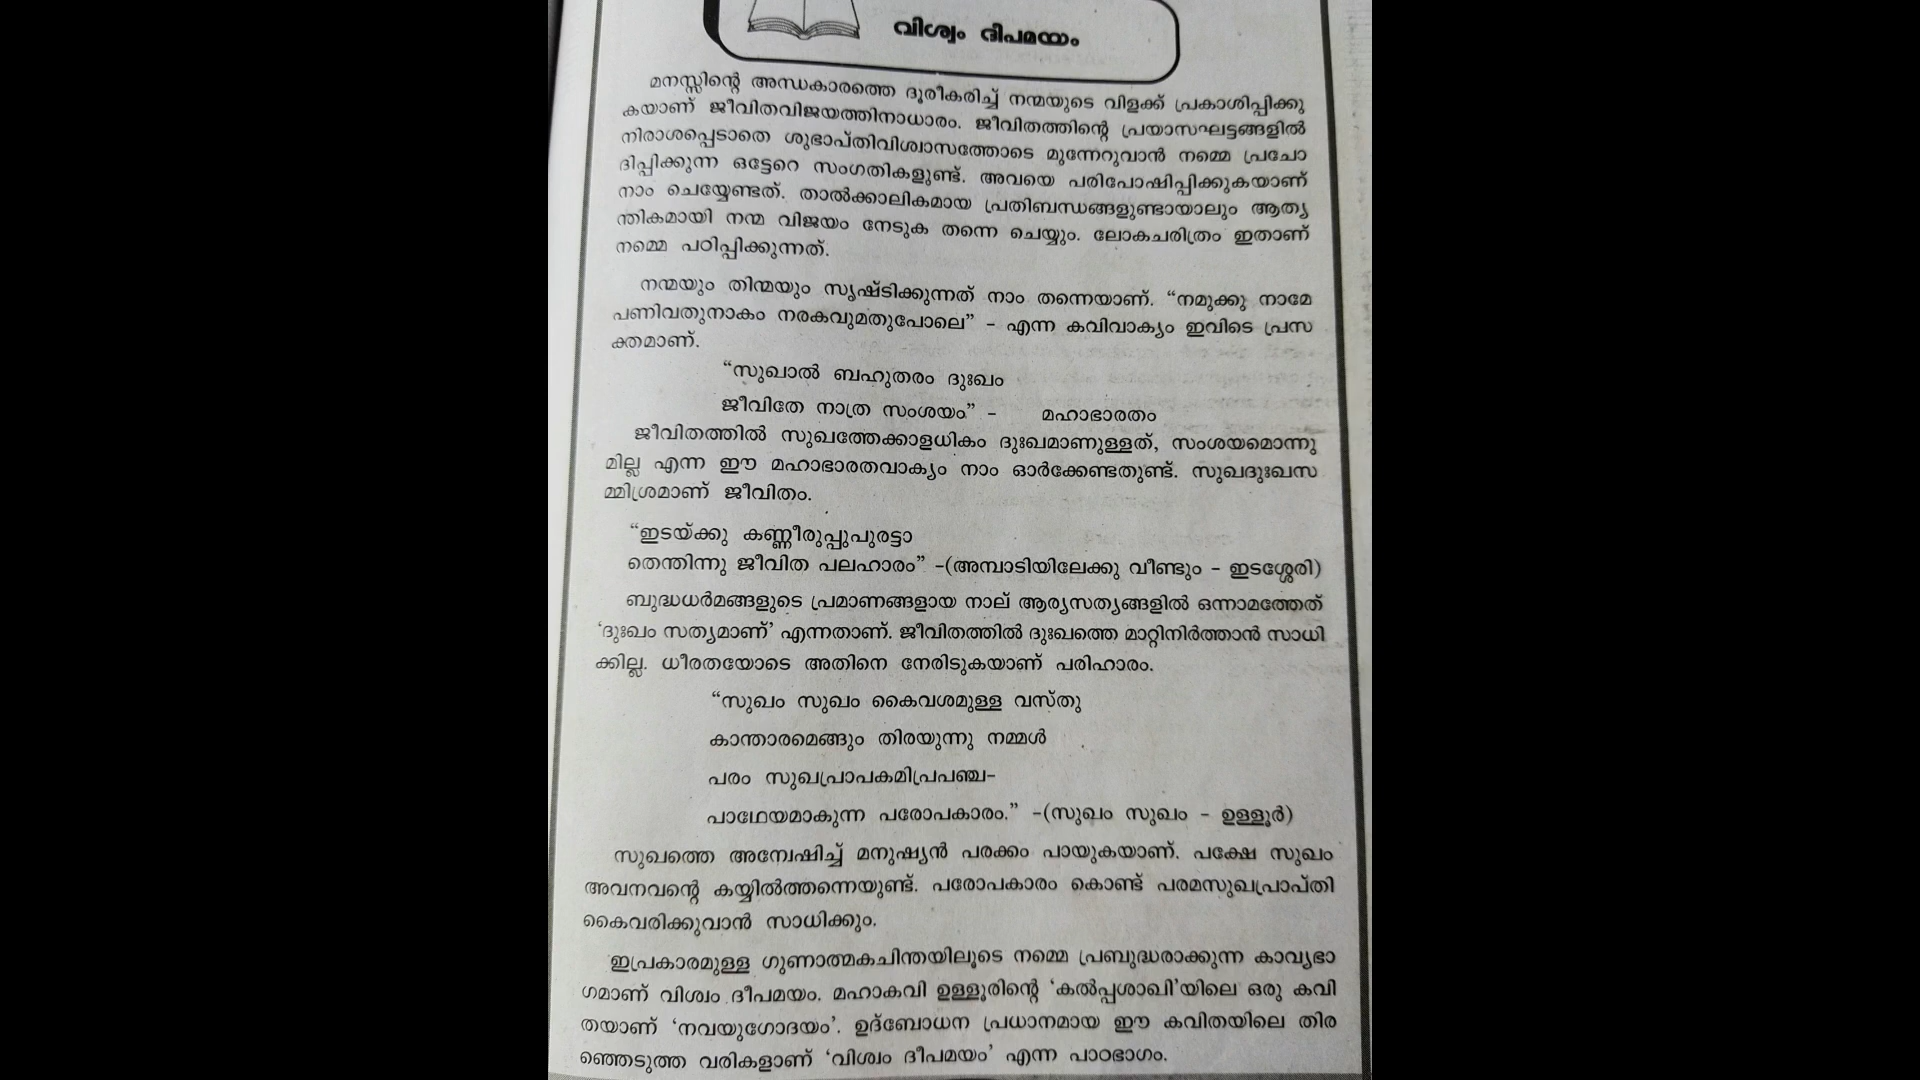 വിശ്വം ദീപമയം
മനസ്സിന്റെ അന്ധകാരത്തെ ദൂരീകരിച്ച് നന്മയുടെ വിളക്ക് പ്രകാശിപ്പിക്കു
കയാണ് ജീവിതവിജയത്തിനാധാരം. ജീവിതത്തിന്റെ പ്രയാസഘട്ടങ്ങളിൽ
നിരാശപ്പെടാതെ ശുഭാപ്തിവിശ്വാസത്തോടെ മുന്നേറുവാൻ നമ്മെ പ്രചോ
ദിപ്പിക്കുന്ന ഒട്ടേറെ സംഗതികളുണ്ട്. അവയെ പരിപോഷിപ്പിക്കുകയാണ്
നാം ചെയ്യേണ്ടത്. താൽക്കാലികമായ പ്രതിബന്ധങ്ങളുണ്ടായാലും ആത്യ
ന്തികമായി നന്മ വിജയം നേടുക തന്നെ ചെയ്യും. ലോകചരിത്രം ഇതാണ്
നമ്മെ പഠിപ്പിക്കുന്നത്.
നന്മയും തിന്മയും സൃഷ്ടിക്കുന്നത് നാം തന്നെയാണ്. “നമുക്കു നാമേ
പണിവതുനാകം നരകവുമതുപോലെ” - എന്ന കവിവാക്യം ഇവിടെ പ്രസ
ക്തമാണ്.
“സുഖാൽ ബഹുതരം ദുഃഖം
ജീവിതേ നാത്ര സംശയം” - മഹാഭാരതം
ജീവിതത്തിൽ സുഖത്തേക്കാളധികം ദുഃഖമാണുള്ളത്, സംശയമൊന്നു
മില്ല എന്ന ഈ മഹാഭാരതവാക്യം നാം ഓർക്കേണ്ടതുണ്ട്. സുഖദുഃഖസ
മ്മിശ്രമാണ് ജീവിതം.
“ഇടയ്ക്കു കണ്ണീരുപ്പുപുരട്ടാ
തെന്തിന്നു ജീവിത പലഹാരം” -(അമ്പാടിയിലേക്കു വീണ്ടും - ഇടശ്ശേരി)
ബുദ്ധധർമങ്ങളുടെ പ്രമാണങ്ങളായ നാല് ആര്യസത്യങ്ങളിൽ ഒന്നാമത്തേത്
‘ദുഃഖം സത്യമാണ്’ എന്നതാണ്. ജീവിതത്തിൽ ദുഃഖത്തെ മാറ്റിനിർത്താൻ സാധി
ക്കില്ല. ധീരതയോടെ അതിനെ നേരിടുകയാണ് പരിഹാരം.
“സുഖം സുഖം കൈവശമുള്ള വസ്തു
കാന്താരമെങ്ങും തിരയുന്നു നമ്മൾ
പരം സുഖപ്രാപകമിപ്രപഞ്ച-
പാഥേയമാകുന്ന പരോപകാരം.” -(സുഖം സുഖം - ഉള്ളൂർ)
സുഖത്തെ അന്വേഷിച്ച് മനുഷ്യൻ പരക്കം പായുകയാണ്. പക്ഷേ സുഖം
അവനവന്റെ കയ്യിൽത്തന്നെയുണ്ട്. പരോപകാരം കൊണ്ട് പരമസുഖപ്രാപ്തി
കൈവരിക്കുവാൻ സാധിക്കും.
ഇപ്രകാരമുള്ള ഗുണാത്മകചിന്തയിലൂടെ നമ്മെ പ്രബുദ്ധരാക്കുന്ന കാവ്യഭാ
ഗമാണ് വിശ്വം ദീപമയം. മഹാകവി ഉള്ളൂരിന്റെ ‘കൽപ്പശാഖി’യിലെ ഒരു കവി
തയാണ് ‘നവയുഗോദയം’. ഉദ്ബോധന പ്രധാനമായ ഈ കവിതയിലെ തിര
ഞ്ഞെടുത്ത വരികളാണ് ‘വിശ്വം ദീപമയം’ എന്ന പാഠഭാഗം.